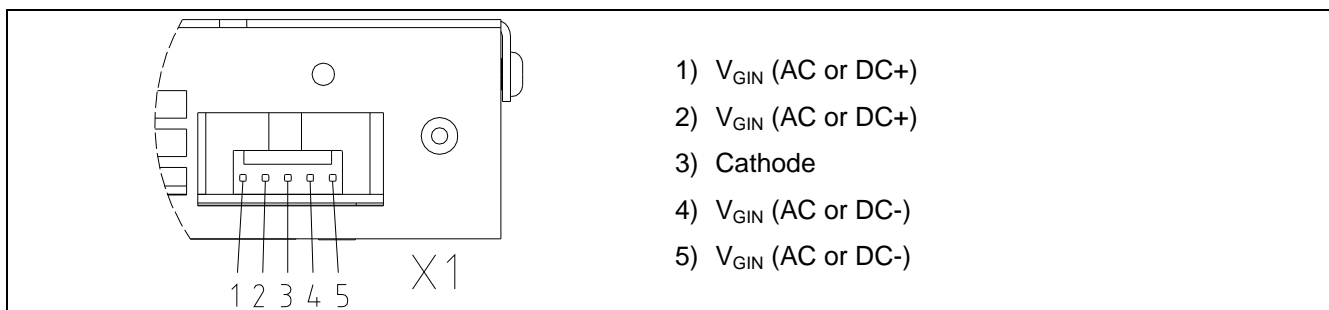 1 2 3 4 5
X1
1) V_GIN (AC or DC+)
2) V_GIN (AC or DC+)
3) Cathode
4) V_GIN (AC or DC-)
5) V_GIN (AC or DC-)